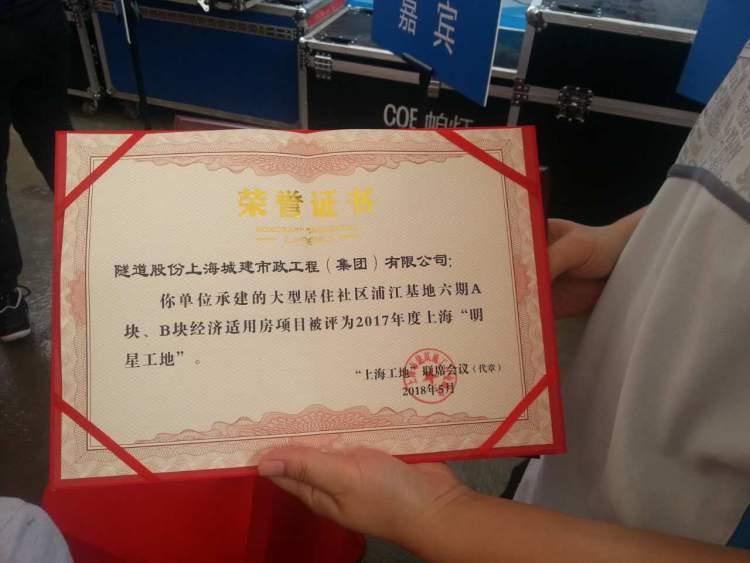 嘉宾
COE 帕灯
荣誉证书
隧道股份上海城建市政工程（集团）有限公司：
你单位承建的大型居住社区浦江基地六期A
块、B块经济适用房项目被评为2017年度上海“明
星工地”。
“上海工地”联席会议（代章）
2018年5月